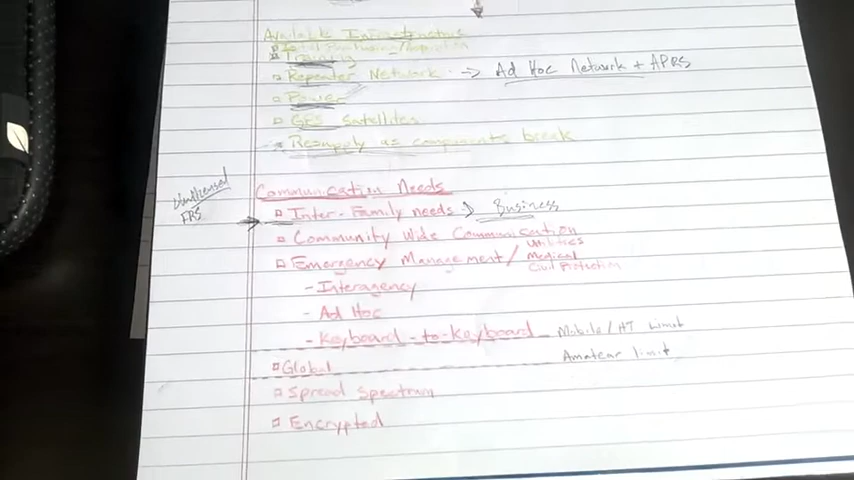 Available Infrastructure
Training
Repeater Network -> Ad Hoc Network + APRS
Power
GPS Satellites
Resupply as components break
Communication Needs
Unlicensed
FRS
Inter-Family needs -> Business
Community Wide Communication
Emergency Management / Utilities
Medical
Civil Protection
- Interagency
- Ad Hoc
- Keyboard-to-Keyboard - Mobile/HT Limit
Amateur limit
Global
Spread Spectrum
Encrypted